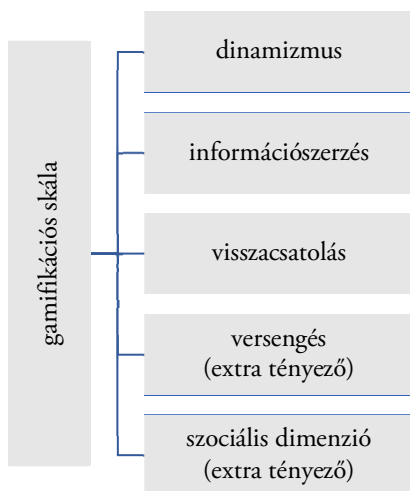 gamifikációs skála
dinamizmus
információszerzés
visszacsatolás
versengés
(extra tényező)
szociális dimenzió
(extra tényező)